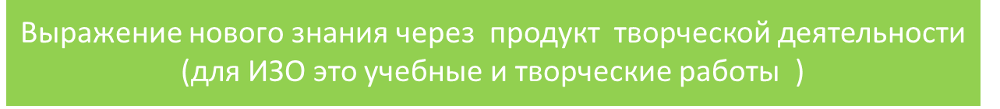 Выражение нового знания через  продукт  творческой деятельности
(для ИЗО это учебные и творческие работы  )